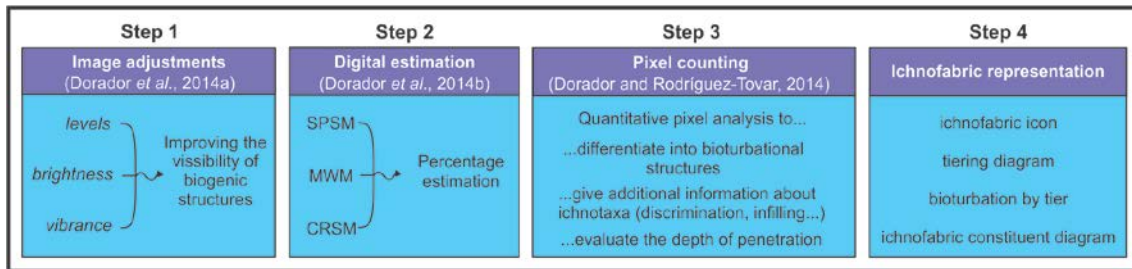 Step 1
Image adjustments
(Dorador et al., 2014a)
levels
brightness
vibrance
Improving the
vissibility of
biogenic
structures
Step 2
Digital estimation
(Dorador et al., 2014b)
SPSM
MWM
CRSM
Percentage
estimation
Step 3
Pixel counting
(Dorador and Rodríguez-Tovar, 2014)
Quantitative pixel analysis to...
...differentiate into bioturbational
structures
...give additional information about
ichnotaxa (discrimination, infilling...)
...evaluate the depth of penetration
Step 4
Ichnofabric representation
ichnofabric icon
tiering diagram
bioturbation by tier
ichnofabric constituent diagram